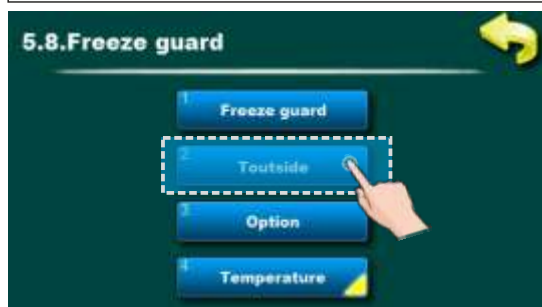 5.8.Freeze guard
1
Freeze guard
2
Toutside
3
Option
4
Temperature